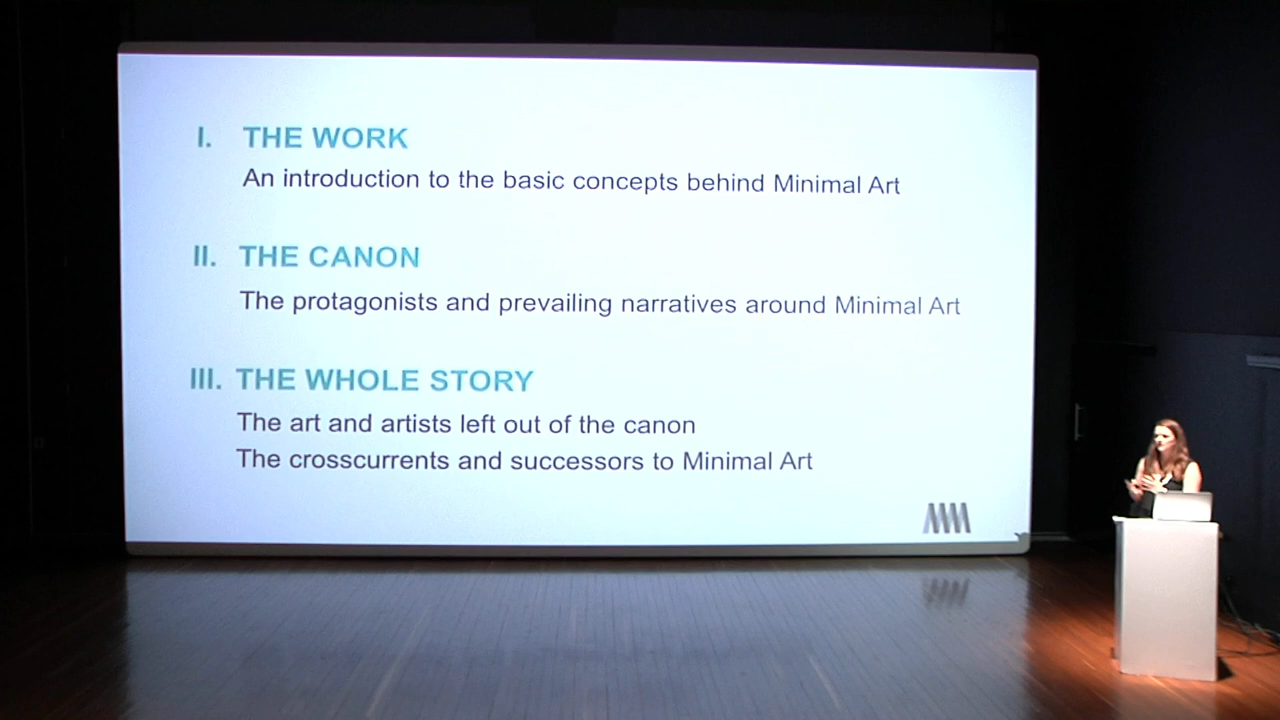 I. THE WORK
An introduction to the basic concepts behind Minimal Art
II. THE CANON
The protagonists and prevailing narratives around Minimal Art
III. THE WHOLE STORY
The art and artists left out of the canon
The crosscurrents and successors to Minimal Art